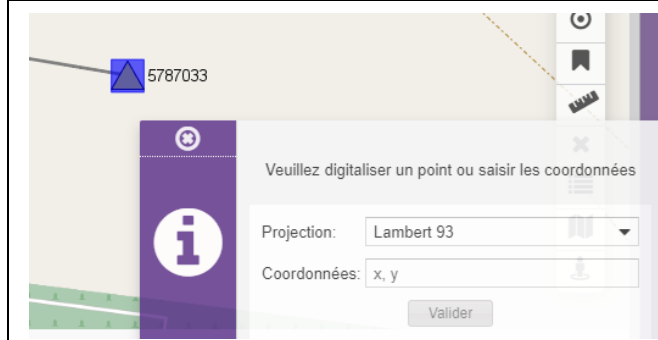 5787033
Veuillez digitaliser un point ou saisir les coordonnées
Projection: Lambert 93
Coordonnées: x, y
Valider